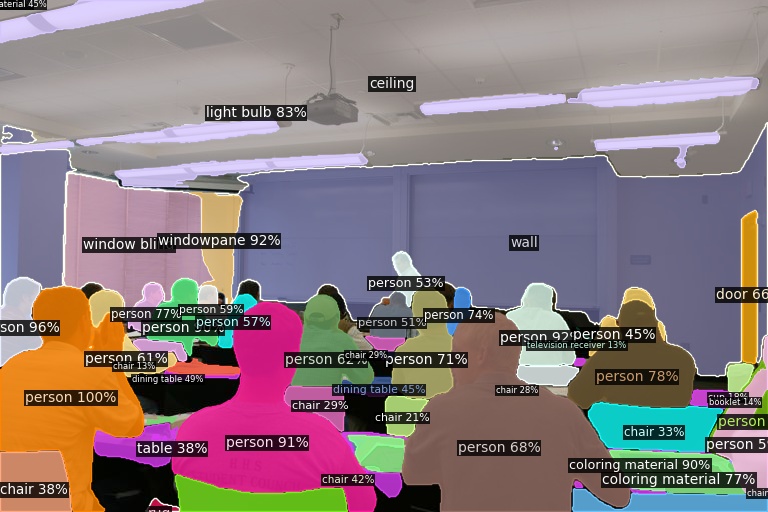 aterial 45%
ceiling
light bulb 83%
window bli
windowpane 92%
wall
person 53%
door 66
son 96%
person 77%
person 59%
person
person 57%
person 51%
person 74%
person 92
person 45%
television receiver 13%
person 61%
chair 13%
person 62%
chair 29%
person 71%
dining table 49%
dining table 45%
chair 28%
person 78%
person 100%
chair 29%
chair 21%
cup 18%
booklet 14%
person
chair 33%
person 91%
person 68%
person 5
table 38%
coloring material 90%
coloring material 77%
chair 42%
chair 38%
chair